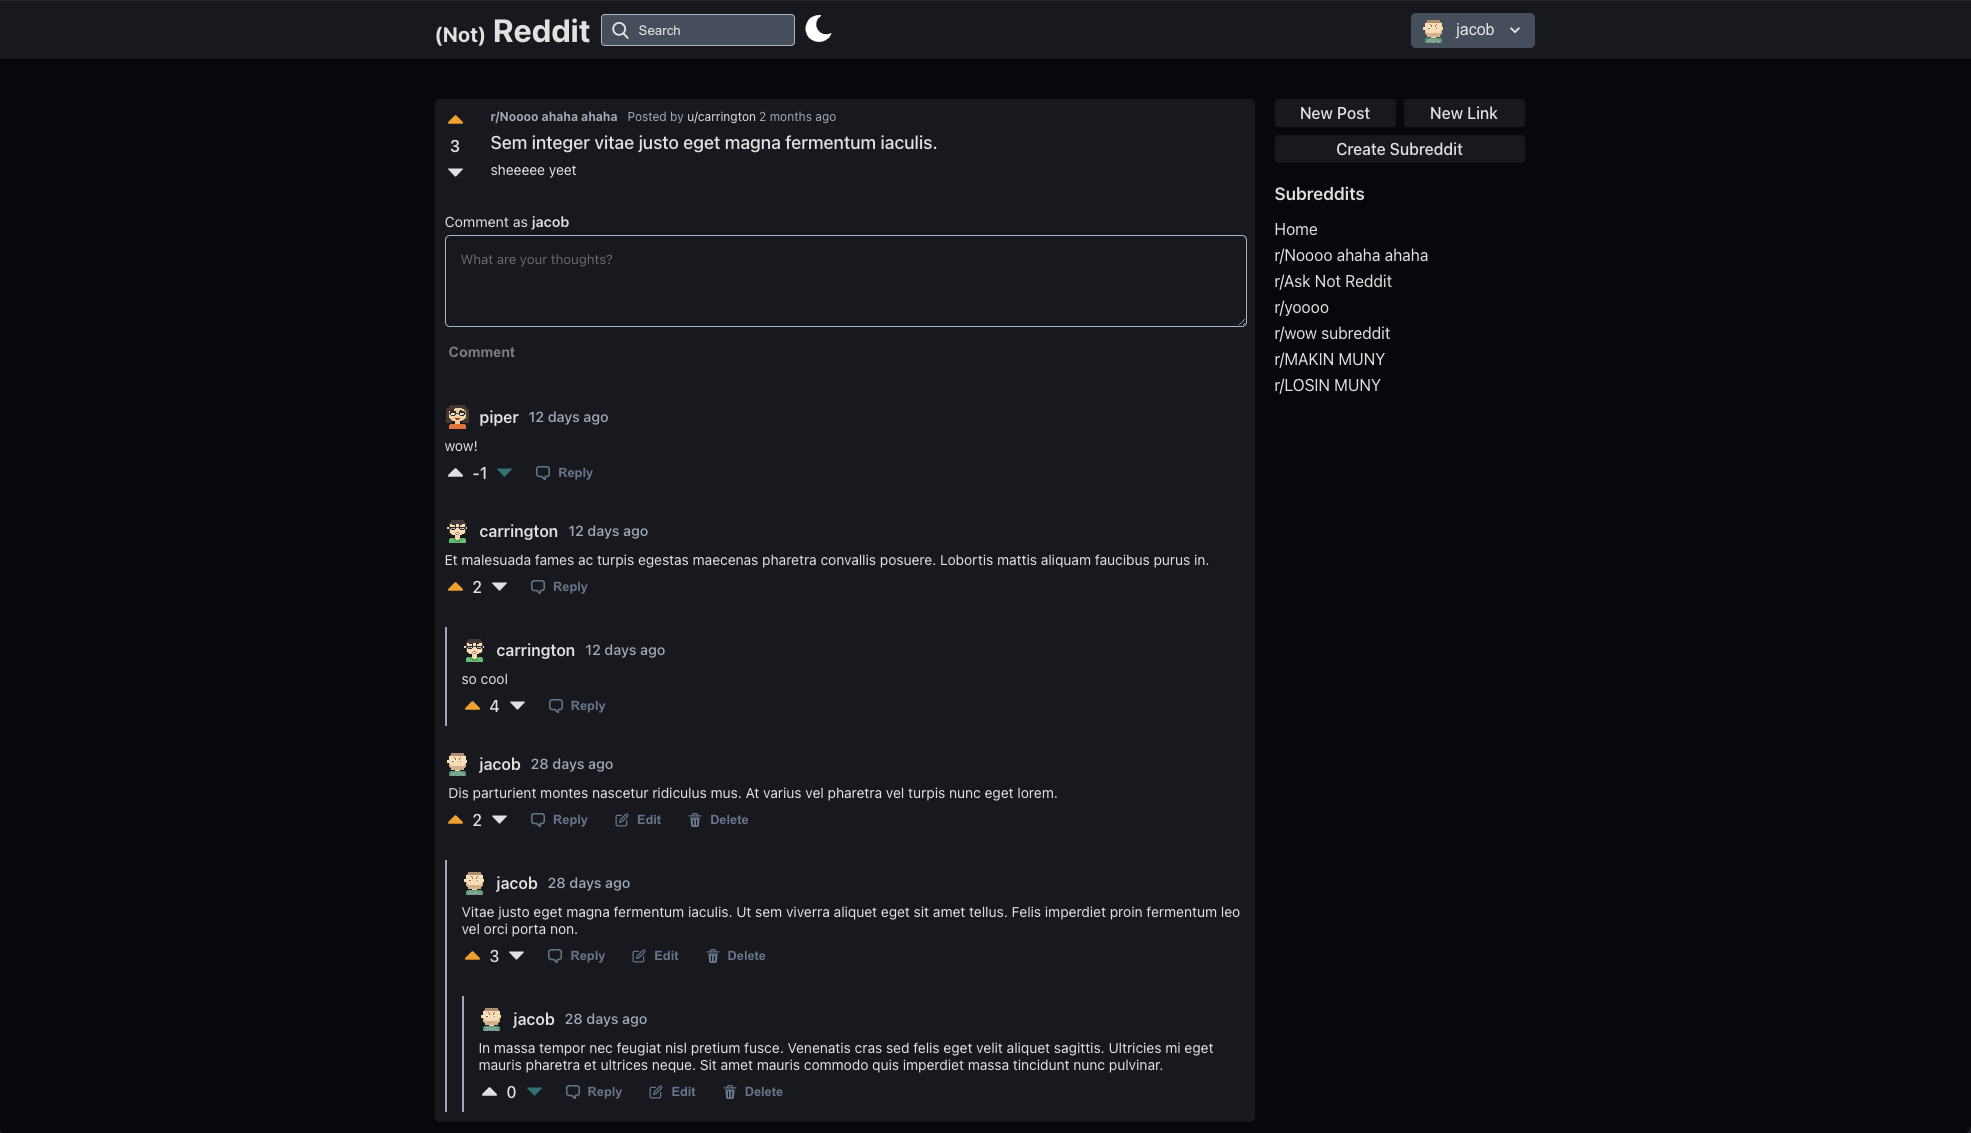 (Not) Reddit Search jacob
r/Noooo ahaha ahaha Posted by u/carrington 2 months ago
3
Sem integer vitae justo eget magna fermentum iaculis.
sheeeee yeet
Comment as jacob
What are your thoughts?
Comment
piper 12 days ago
wow!
-1 Reply
carrington 12 days ago
Et malesuada fames ac turpis egestas maecenas pharetra convallis posuere. Lobortis mattis aliquam faucibus purus in.
2 Reply
carrington 12 days ago
so cool
4 Reply
jacob 28 days ago
Dis parturient montes nascetur ridiculus mus. At varius vel pharetra vel turpis nunc eget lorem.
2 Reply Edit Delete
jacob 28 days ago
Vitae justo eget magna fermentum iaculis. Ut sem viverra aliquet eget sit amet tellus. Felis imperdiet proin fermentum leo
vel orci porta non.
3 Reply Edit Delete
jacob 28 days ago
In massa tempor nec feugiat nisl pretium fusce. Venenatis cras sed felis eget velit aliquet sagittis. Ultricies mi eget
mauris pharetra et ultrices neque. Sit amet mauris commodo quis imperdiet massa tincidunt nunc pulvinar.
0 Reply Edit Delete
New Post New Link
Create Subreddit
Subreddits
Home
r/Noooo ahaha ahaha
r/Ask Not Reddit
r/yoooo
r/wow subreddit
r/MAKIN MUNY
r/LOSIN MUNY